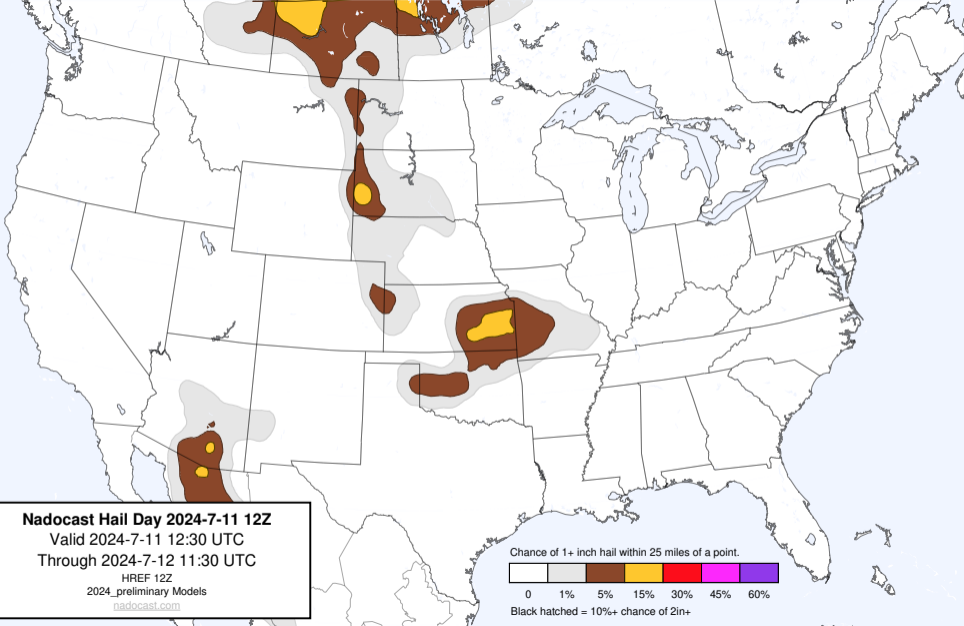 Nadocast Hail Day 2024-7-11 12Z
Valid 2024-7-11 12:30 UTC
Through 2024-7-12 11:30 UTC
HREF 12Z
2024_preliminary Models
nadocast.com
Chance of 1+ inch hail within 25 miles of a point.
0 1% 5% 15% 30% 45% 60%
Black hatched = 10%+ chance of 2in+